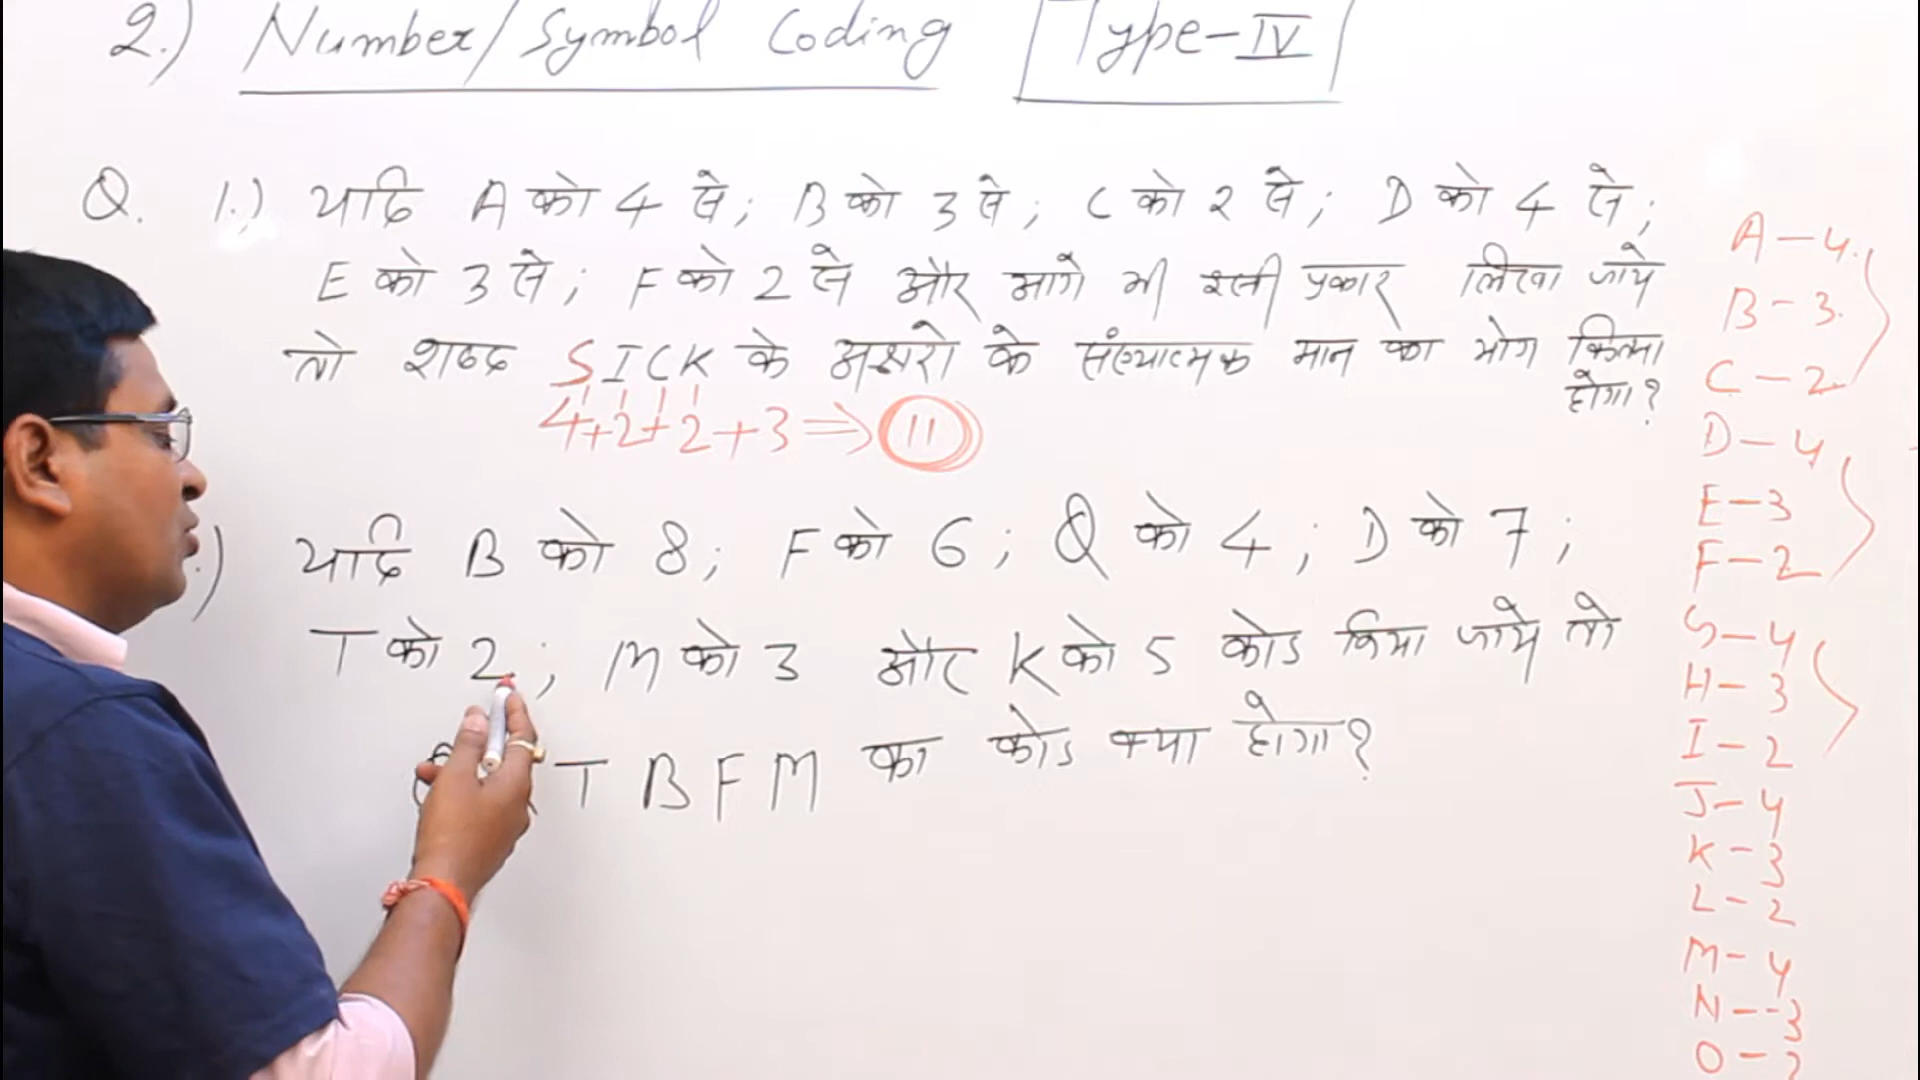 2.) Number/Symbol Coding Type-IV
Q. 1.) यदि A को 4 से; B को 3 से; C को 2 से; D को 4 से;
E को 3 से; F को 2 से और आगे भी इसी प्रकार लिखा जाये
तो शब्द SICK के अक्षरो के संख्यात्मक मान का योग कितना
होगा?
4+2+2+3 ⇒ 11
.) यदि B को 8; F को 6; Q को 4; D को 7;
T को 2; M को 3 और K को 5 कोड किया जाये तो
T B F M का कोड क्या होगा?
A-4
B-3
C-2
D-4
E-3
F-2
G-4
H-3
I-2
J-4
K-3
L-2
M-4
N-3
O-2